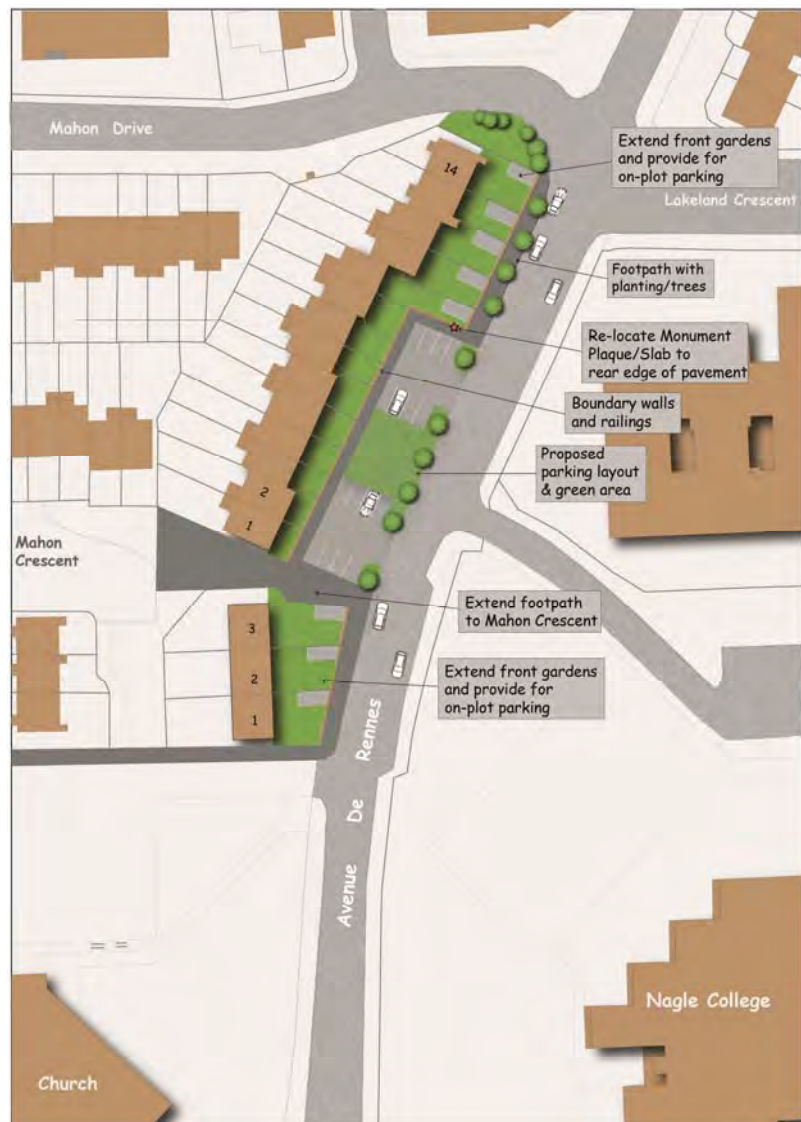 Mahon Drive
14
Extend front gardens
and provide for
on-plot parking
Lakeland Crescent
Footpath with
planting/trees
Re-locate Monument
Plaque/Slab to
rear edge of pavement
Boundary walls
and railings
Proposed
parking layout
& green area
2
1
Mahon
Crescent
Extend footpath
to Mahon Crescent
3
2
1
Extend front gardens
and provide for
on-plot parking
Avenue De Rennes
Nagle College
Church